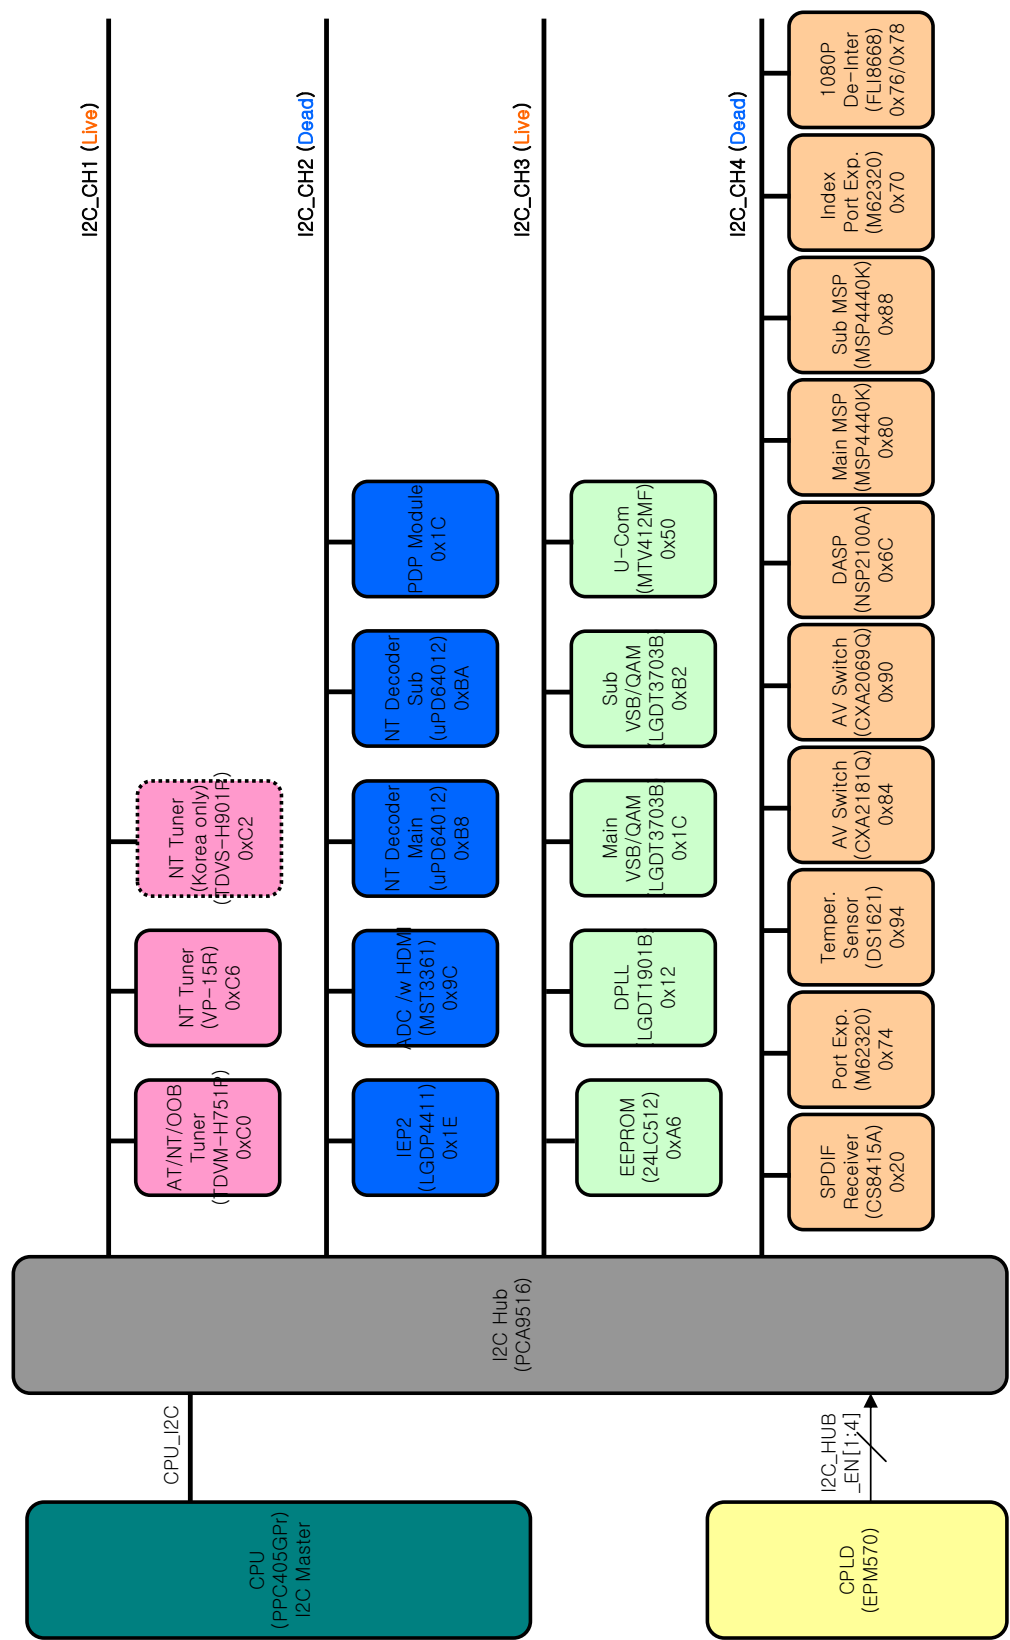 CPU
(PPC405GPr)
I2C Master
CPU_I2C
CPLD
(EPM570)
I2C_HUB
_EN[1:4]
I2C Hub
(PCA9516)
I2C_CH1 (Live)
AT/NT/OOB
Tuner
(TDVM-H751P)
0xC0
NT Tuner
(VP-15R)
0xC6
NT Tuner
(Korea only)
(TDVS-H901P)
0xC2
I2C_CH2 (Dead)
IEP2
(LGDP4411)
0x1E
ADC /w HDMI
(MST3361)
0x9C
NT Decoder
Main
(uPD64012)
0xB8
NT Decoder
Sub
(uPD64012)
0xBA
PDP Module
0x1C
I2C_CH3 (Live)
EEPROM
(24LC512)
0xA6
DPLL
(LGDT1901B)
0x12
Main
VSB/QAM
(LGDT3703B)
0x1C
Sub
VSB/QAM
(LGDT3703B)
0xB2
U-Com
(MTV412MF)
0x50
I2C_CH4 (Dead)
SPDIF
Receiver
(CS8415A)
0x20
Port Exp.
(M62320)
0x74
Temper.
Sensor
(DS1621)
0x94
AV Switch
(CXA2181Q)
0x84
AV Switch
(CXA2069Q)
0x90
DASP
(NSP2100A)
0x6C
Main MSP
(MSP4440K)
0x80
Sub MSP
(MSP4440K)
0x88
Index
Port Exp.
(M62320)
0x70
1080P
De-Inter
(FLI8668)
0x76/0x78